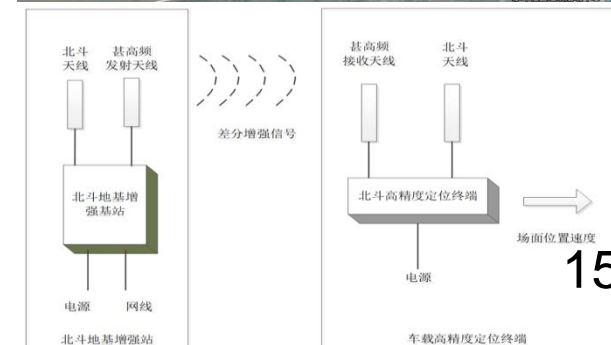 北斗
天线
甚高频
发射天线
差分增强信号
甚高频
接收天线
北斗
天线
北斗地基增
强基站
北斗高精度定位终端
场面位置速度
15
电源
网线
电源
北斗地基增强站
车载高精度定位终端